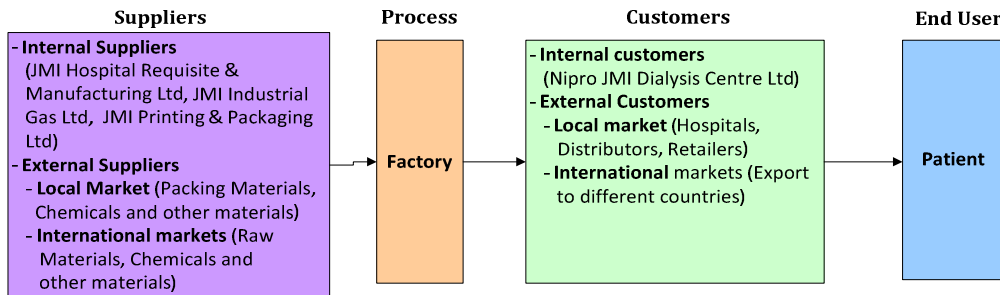 Suppliers
- Internal Suppliers
(JMI Hospital Requisite &
Manufacturing Ltd, JMI Industrial
Gas Ltd, JMI Printing & Packaging
Ltd)
- External Suppliers
- Local Market (Packing Materials,
Chemicals and other materials)
- International markets (Raw
Materials, Chemicals and
other materials)
Process
Factory
Customers
- Internal customers
(Nipro JMI Dialysis Centre Ltd)
- External Customers
- Local market (Hospitals,
Distributors, Retailers)
- International markets (Export
to different countries)
End User
Patient